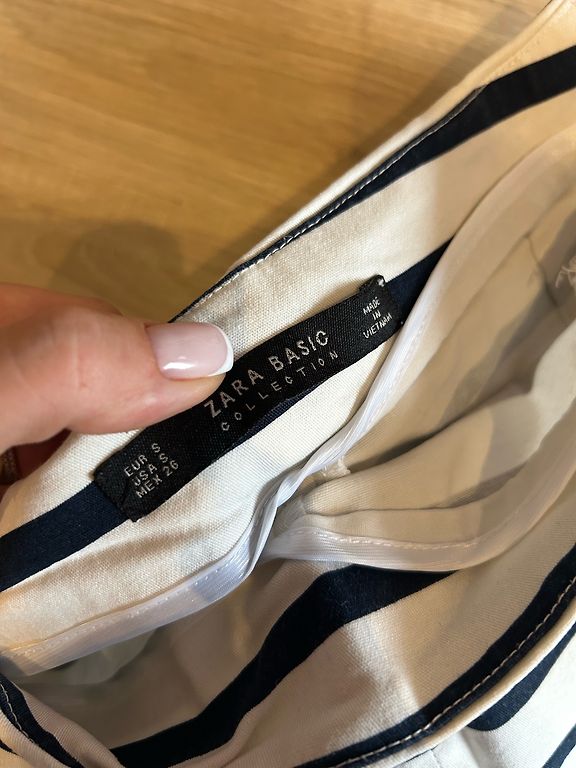 ZARA BASIC
COLLECTION
MADE
IN
VIETNAM
EUR S
USA S
MEX 26